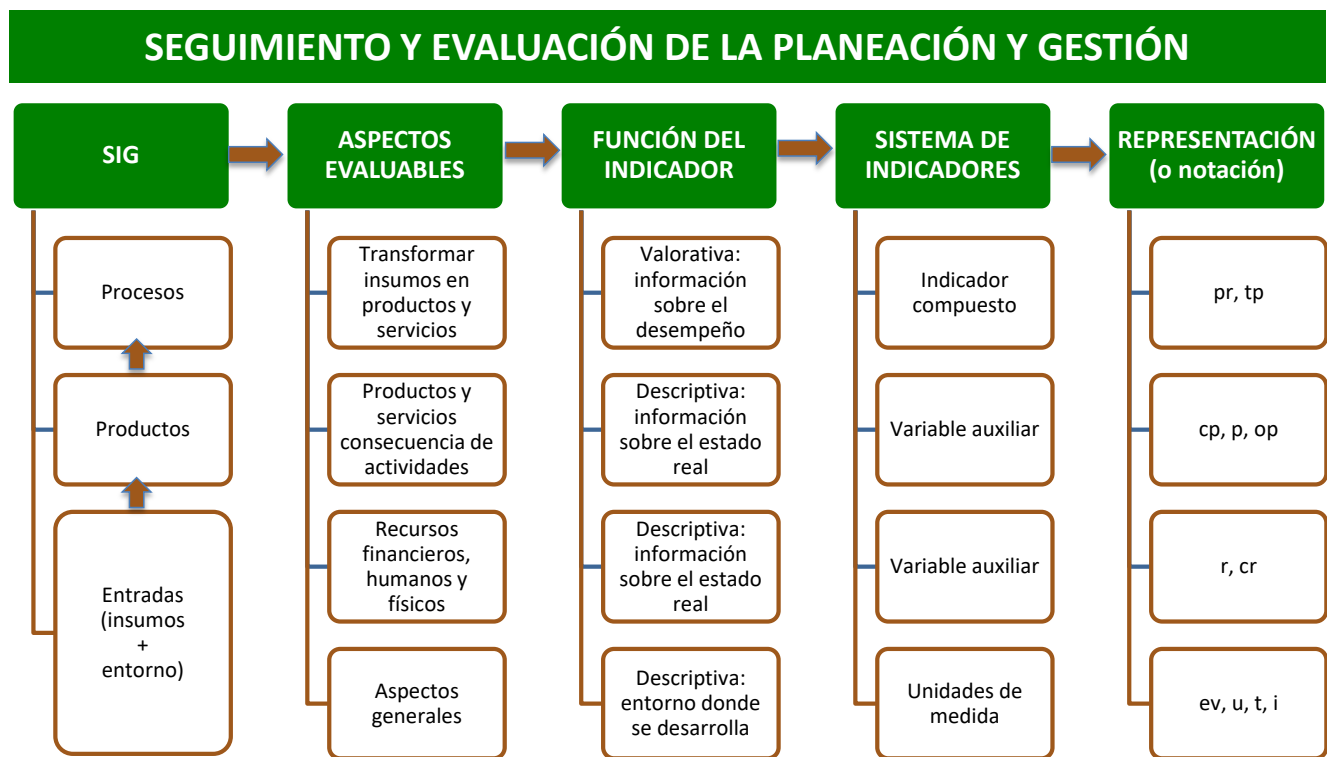 SEGUIMIENTO Y EVALUACIÓN DE LA PLANEACIÓN Y GESTIÓN
SIG
Procesos
Productos
Entradas
(insumos
+
entorno)
ASPECTOS
EVALUABLES
Transformar
insumos en
productos y
servicios
Productos y
servicios
consecuencia de
actividades
Recursos
financieros,
humanos y
físicos
Aspectos
generales
FUNCIÓN DEL
INDICADOR
Valorativa:
información
sobre el
desempeño
Descriptiva:
información
sobre el estado
real
Descriptiva:
información
sobre el estado
real
Descriptiva:
entorno donde
se desarrolla
SISTEMA DE
INDICADORES
Indicador
compuesto
Variable auxiliar
Variable auxiliar
Unidades de
medida
REPRESENTACIÓN
(o notación)
pr, tp
cp, p, op
r, cr
ev, u, t, i